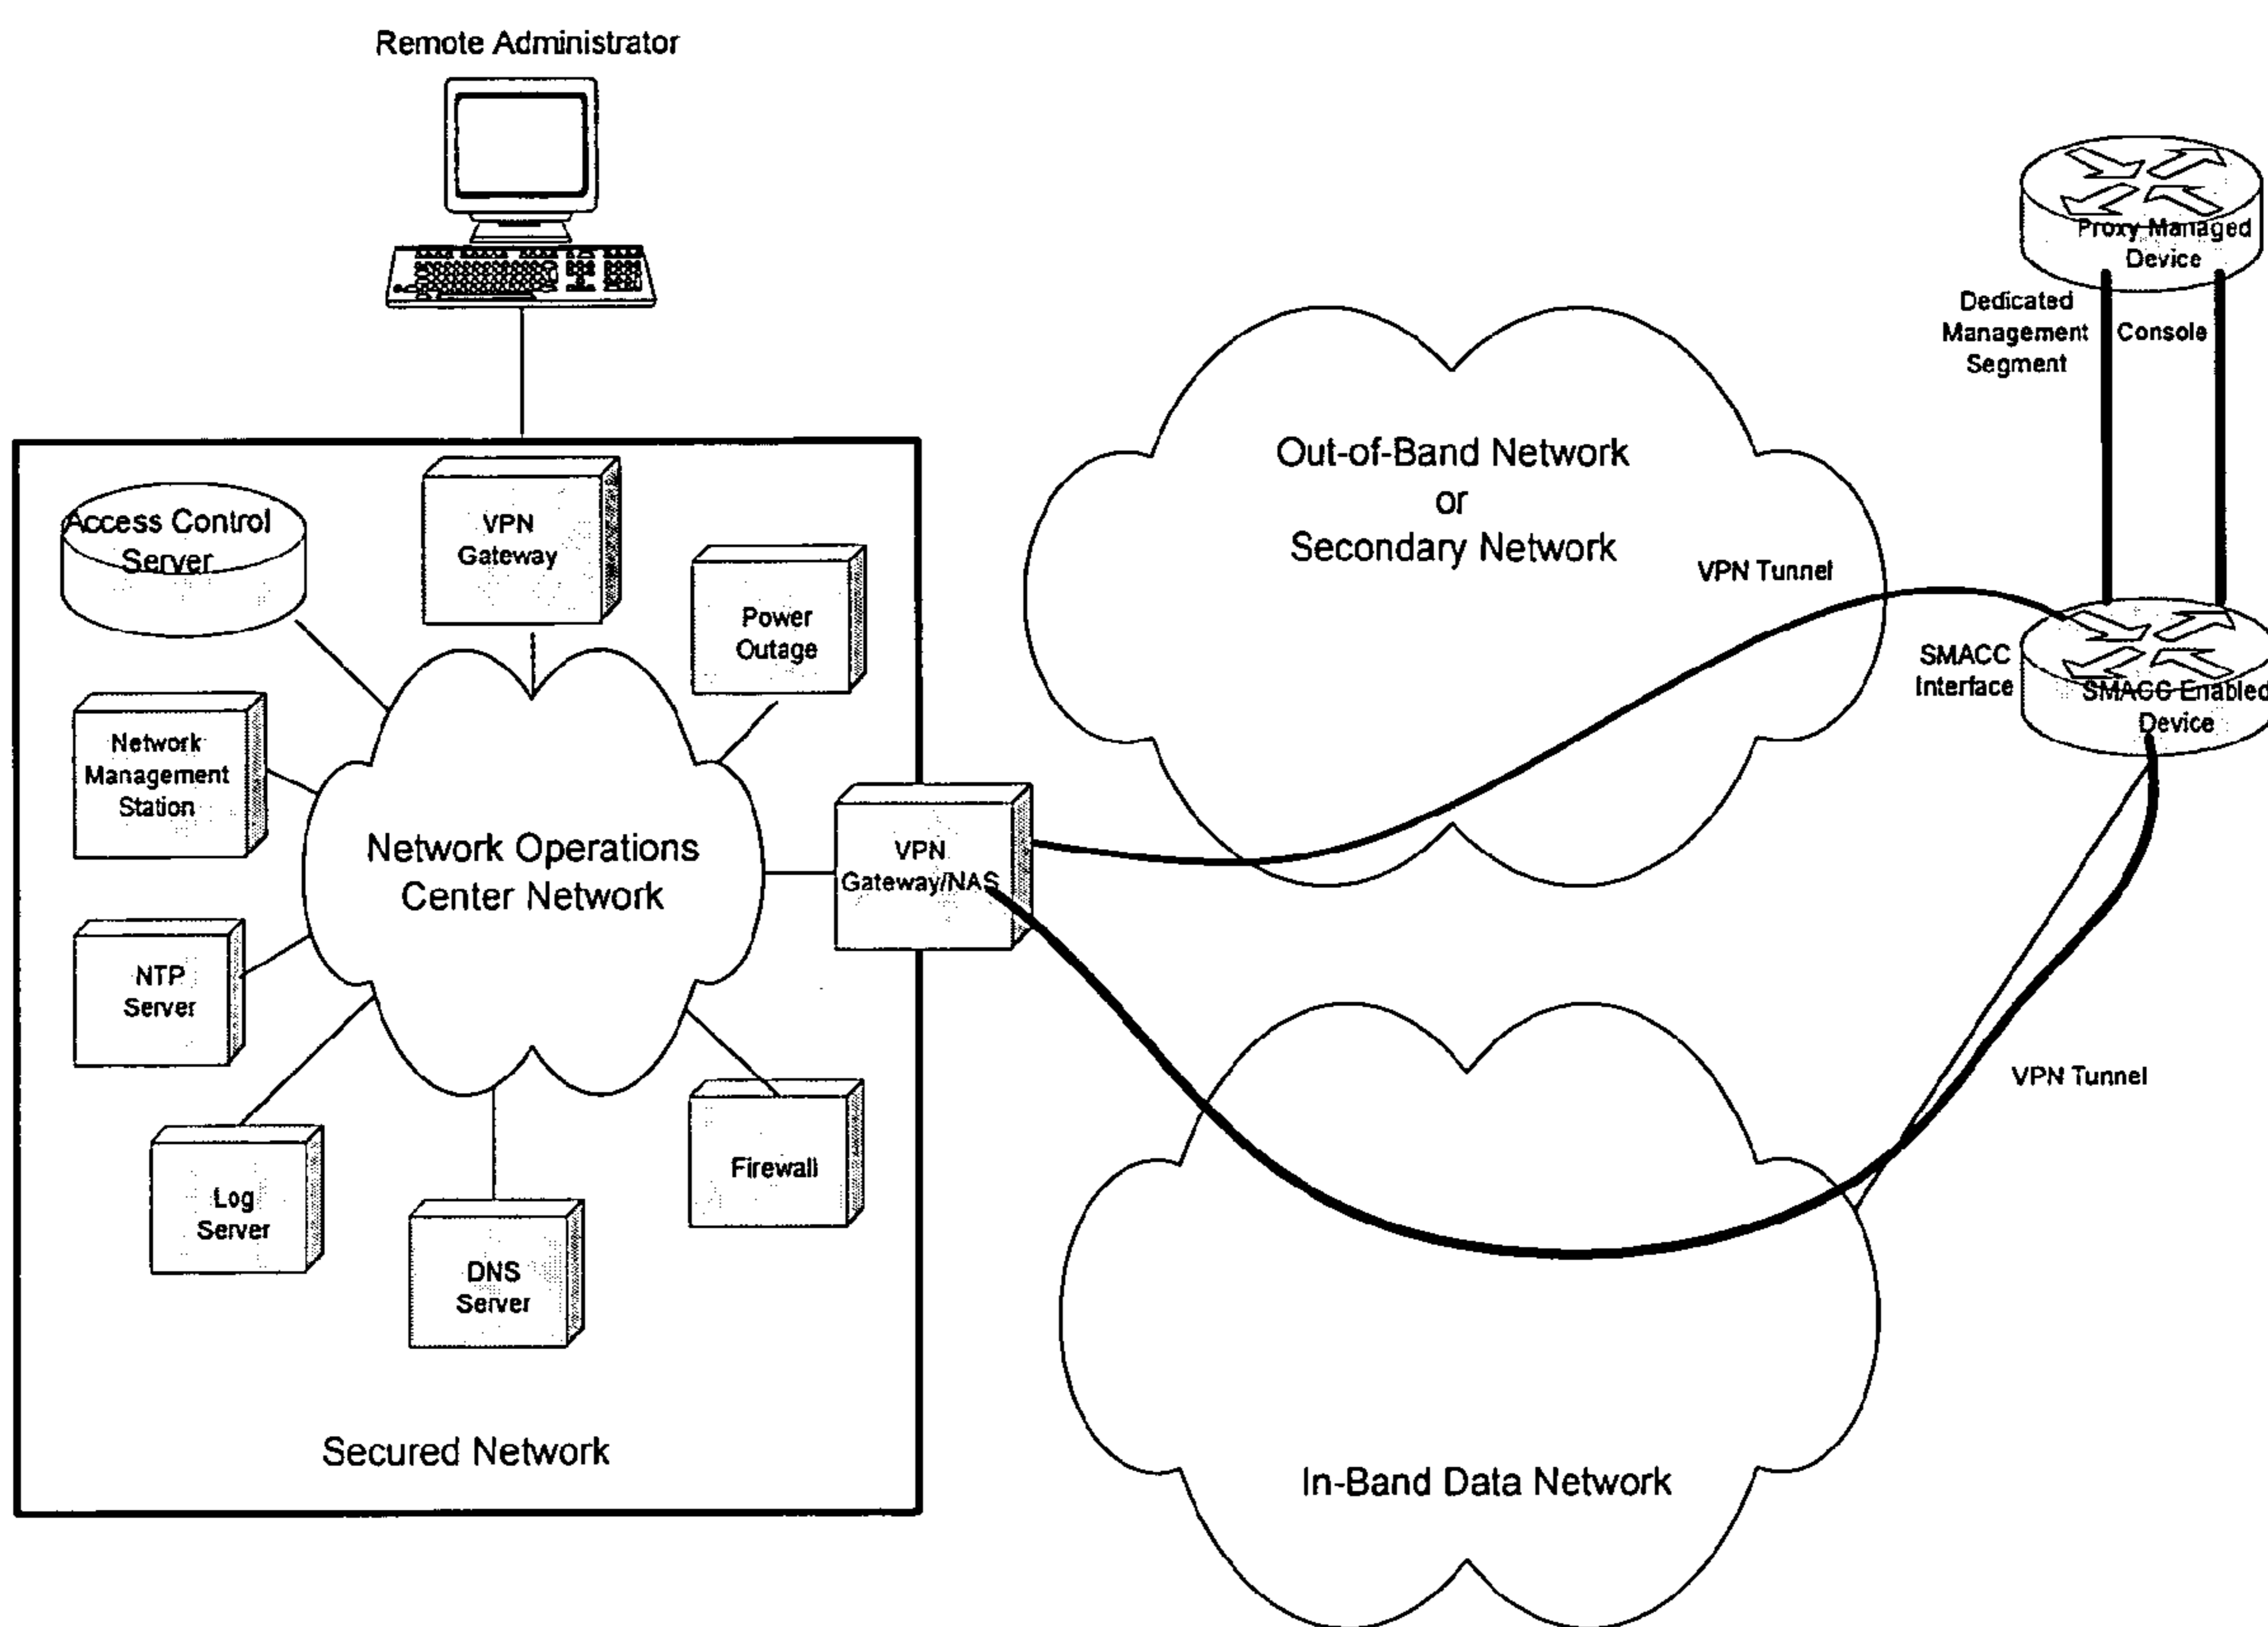 Remote Administrator
Access Control
Server
VPN
Gateway
Power
Outage
Network
Management
Station
Network Operations
Center Network
VPN
Gateway/NAS
NTP
Server
Log
Server
DNS
Server
Firewall
Secured Network
Out-of-Band Network
or
Secondary Network
VPN Tunnel
Proxy Managed
Device
Dedicated
Management
Segment
Console
SMACC
Interface
SMACC Enabled
Device
VPN Tunnel
In-Band Data Network